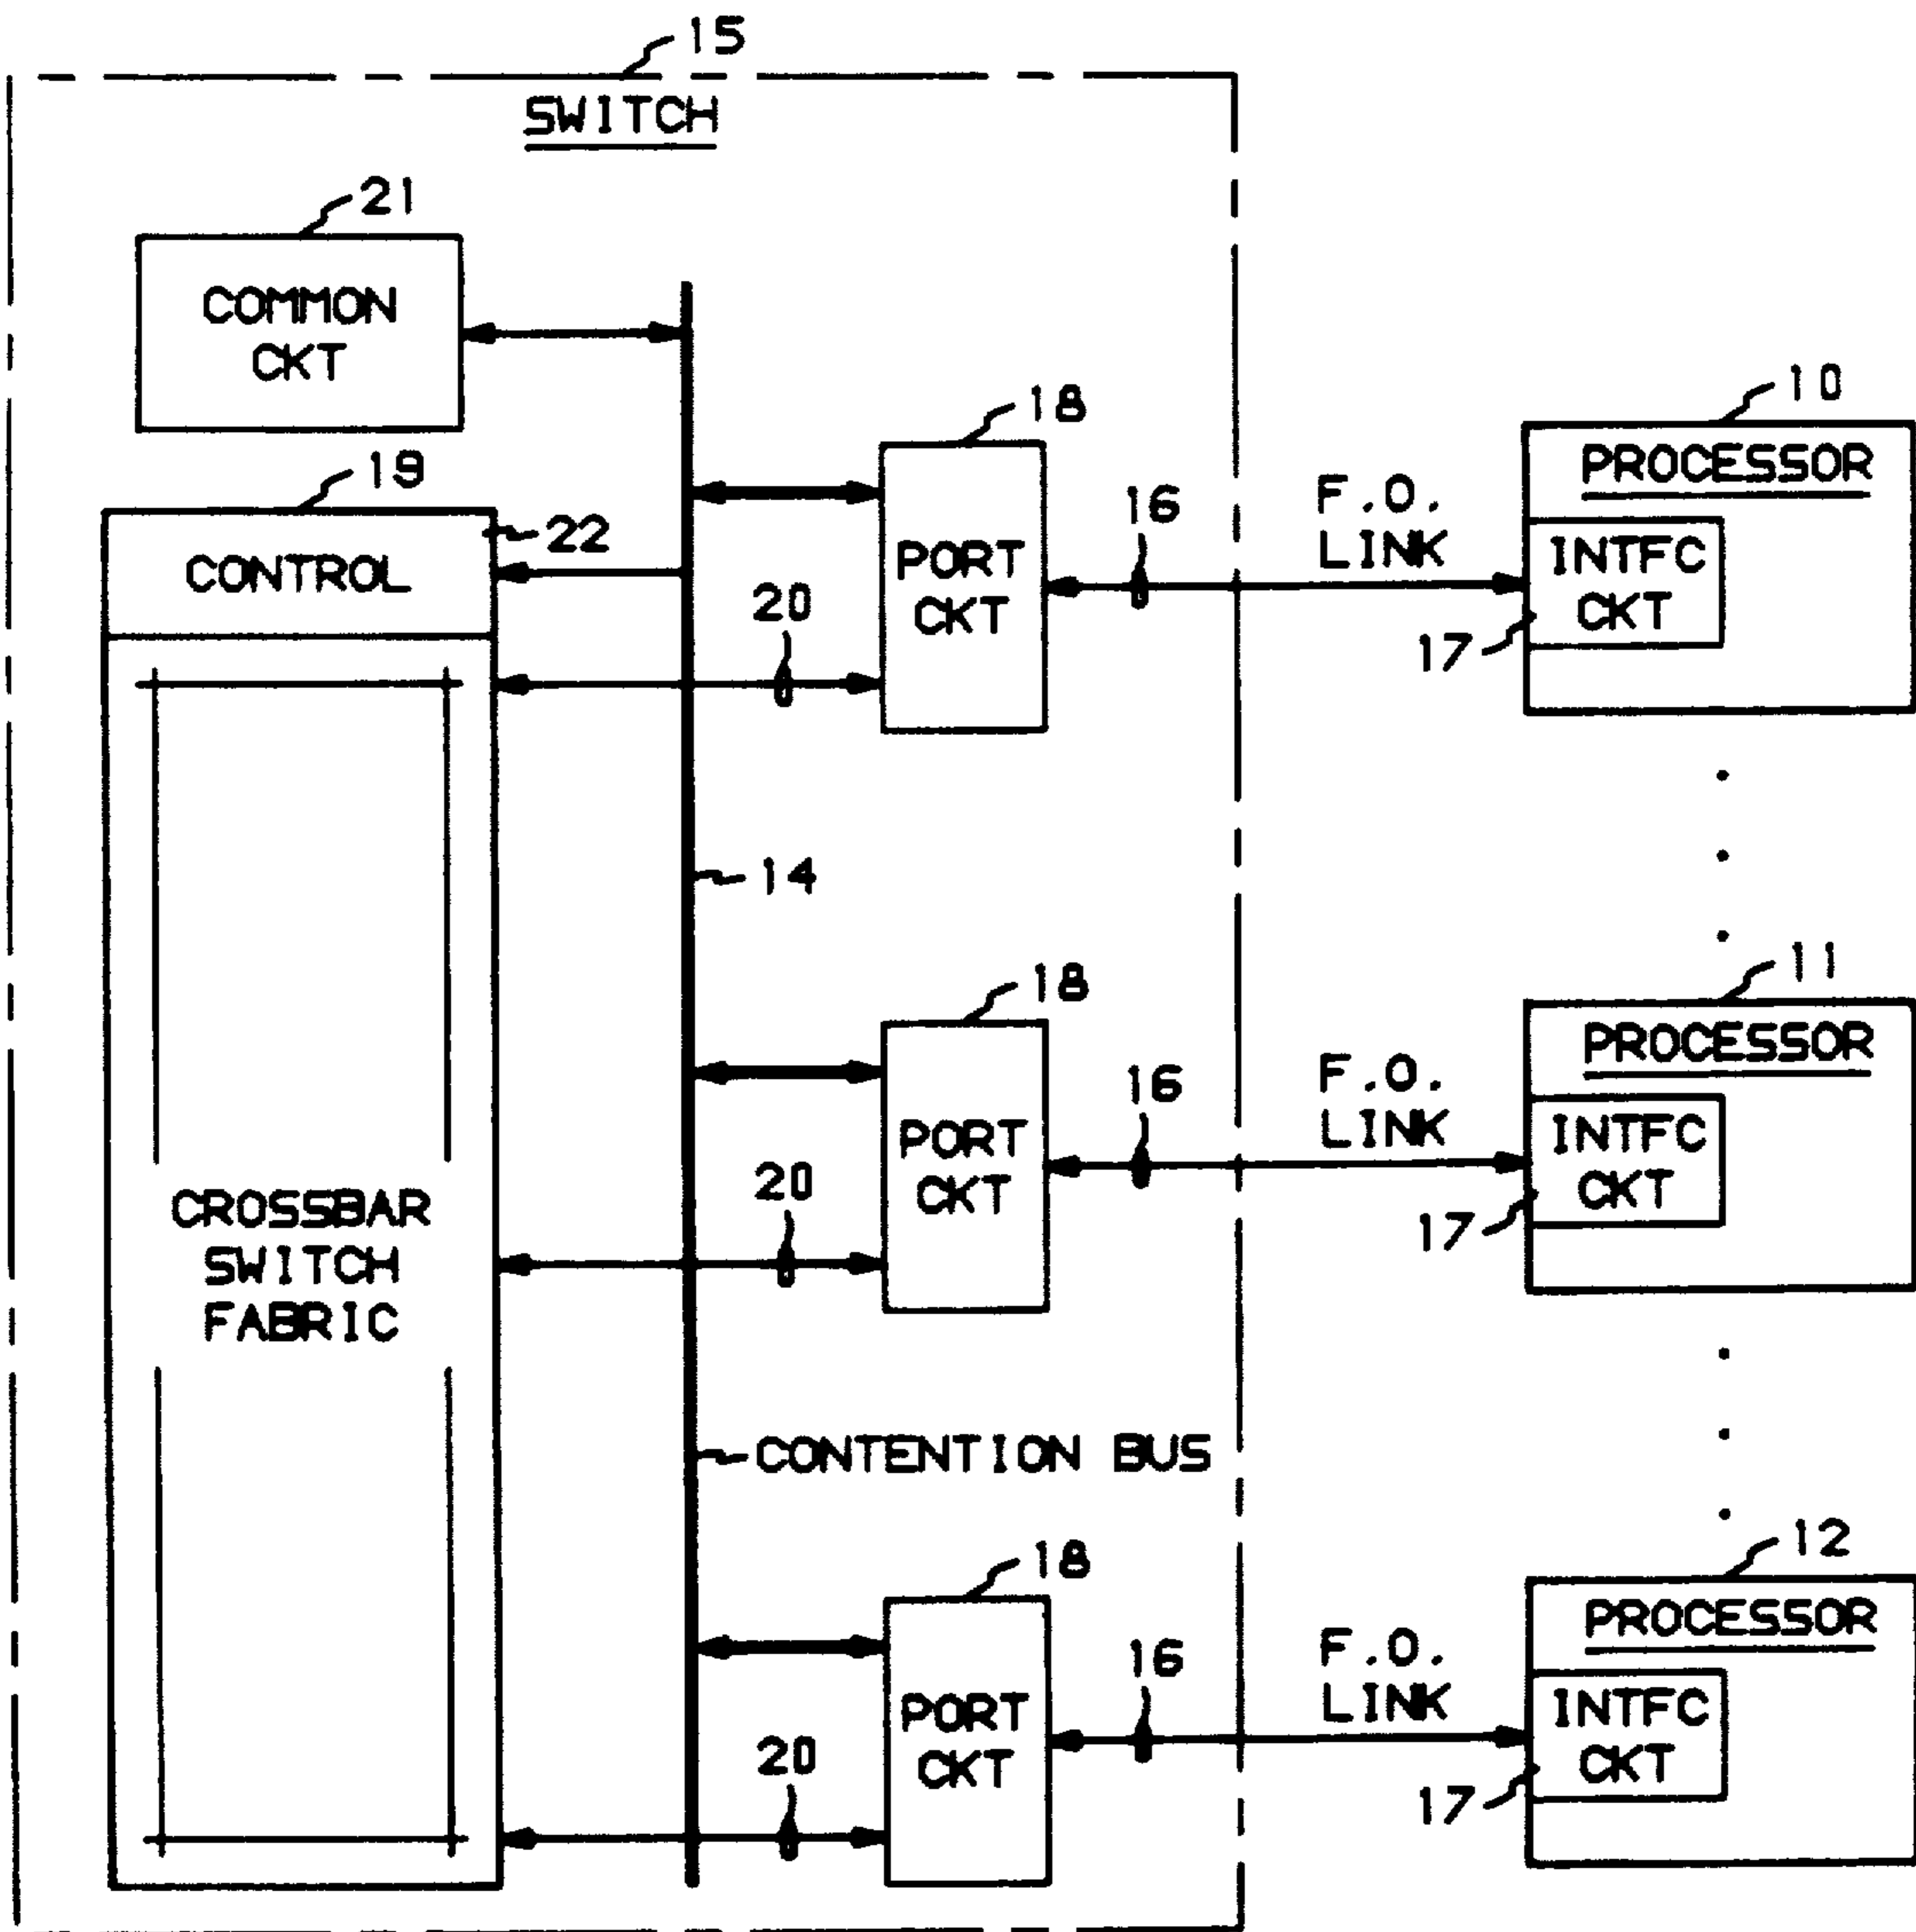 15
SWITCH
21
COMMON
CKT
19
22
CONTROL
18
PORT
CKT
20
16
F.O.
LINK
10
PROCESSOR
INTFC
CKT
17
14
CROSSBAR
SWITCH
FABRIC
18
PORT
CKT
20
16
F.O.
LINK
11
PROCESSOR
INTFC
CKT
17
CONTENTION BUS
18
PORT
CKT
20
16
F.O.
LINK
12
PROCESSOR
INTFC
CKT
17